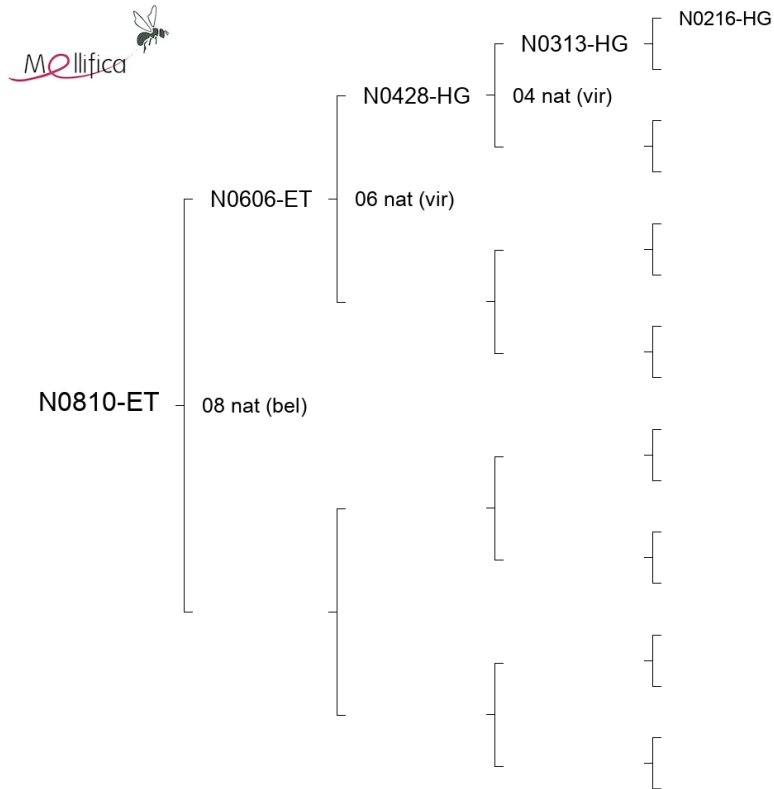 Mellifica
N0216-HG
N0313-HG
N0428-HG
04 nat (vir)
N0606-ET
06 nat (vir)
N0810-ET
08 nat (bel)